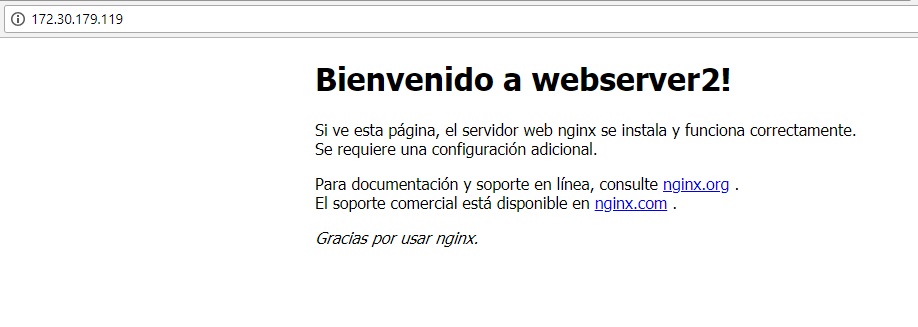 172.30.179.119
Bienvenido a webserver2!
Si ve esta página, el servidor web nginx se instala y funciona correctamente.
Se requiere una configuración adicional.
Para documentación y soporte en línea, consulte nginx.org .
El soporte comercial está disponible en nginx.com .
Gracias por usar nginx.